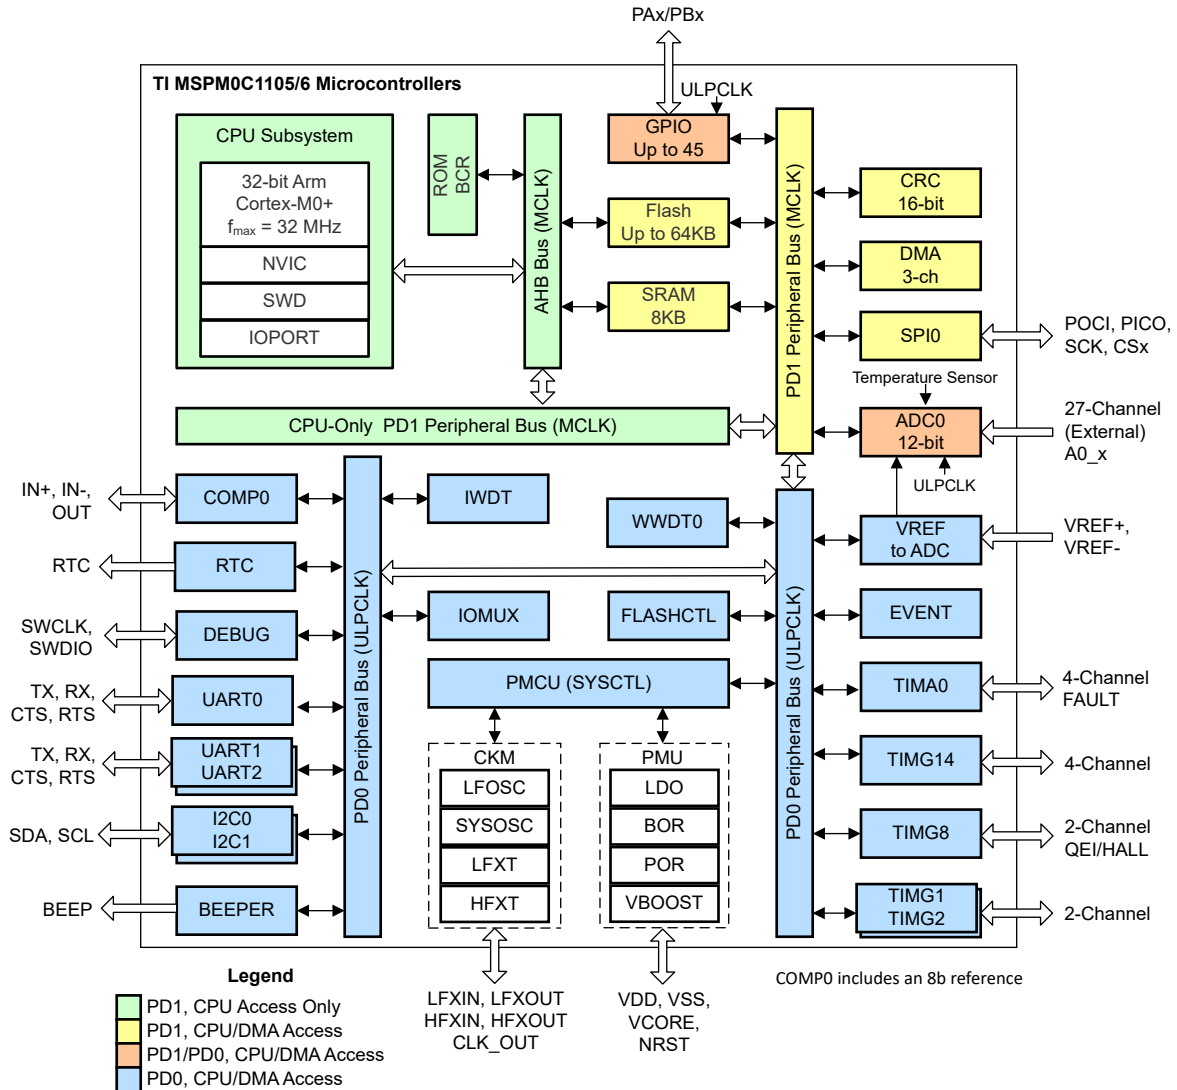 PAx/PBx
TI MSPM0C1105/6 Microcontrollers
ULPCLK
CPU Subsystem
32-bit Arm
Cortex-M0+
fmax = 32 MHz
NVIC
SWD
IOPORT
ROM
BCR
AHB Bus (MCLK)
GPIO
Up to 45
Flash
Up to 64KB
SRAM
8KB
PD1 Peripheral Bus (MCLK)
CRC
16-bit
DMA
3-ch
SPI0
POCI, PICO,
SCK, CSx
Temperature Sensor
ADC0
12-bit
27-Channel
(External)
A0_x
ULPCLK
CPU-Only PD1 Peripheral Bus (MCLK)
IN+, IN-,
OUT
COMP0
RTC
RTC
SWCLK,
SWDIO
DEBUG
TX, RX,
CTS, RTS
UART0
TX, RX,
CTS, RTS
UART1
UART2
SDA, SCL
I2C0
I2C1
BEEP
BEEPER
PD0 Peripheral Bus (ULPCLK)
IWDT
IOMUX
WWDT0
FLASHCTL
PMCU (SYSCTL)
CKM
LFOSC
SYSOSC
LFXT
HFXT
PMU
LDO
BOR
POR
VBOOST
PD0 Peripheral Bus (ULPCLK)
VREF
to ADC
VREF+,
VREF-
EVENT
TIMA0
4-Channel
FAULT
TIMG14
4-Channel
TIMG8
2-Channel
QEI/HALL
TIMG1
TIMG2
2-Channel
LFXIN, LFXOUT
HFXIN, HFXOUT
CLK_OUT
VDD, VSS,
VCORE,
NRST
COMP0 includes an 8b reference
Legend
PD1, CPU Access Only
PD1, CPU/DMA Access
PD1/PD0, CPU/DMA Access
PD0, CPU/DMA Access